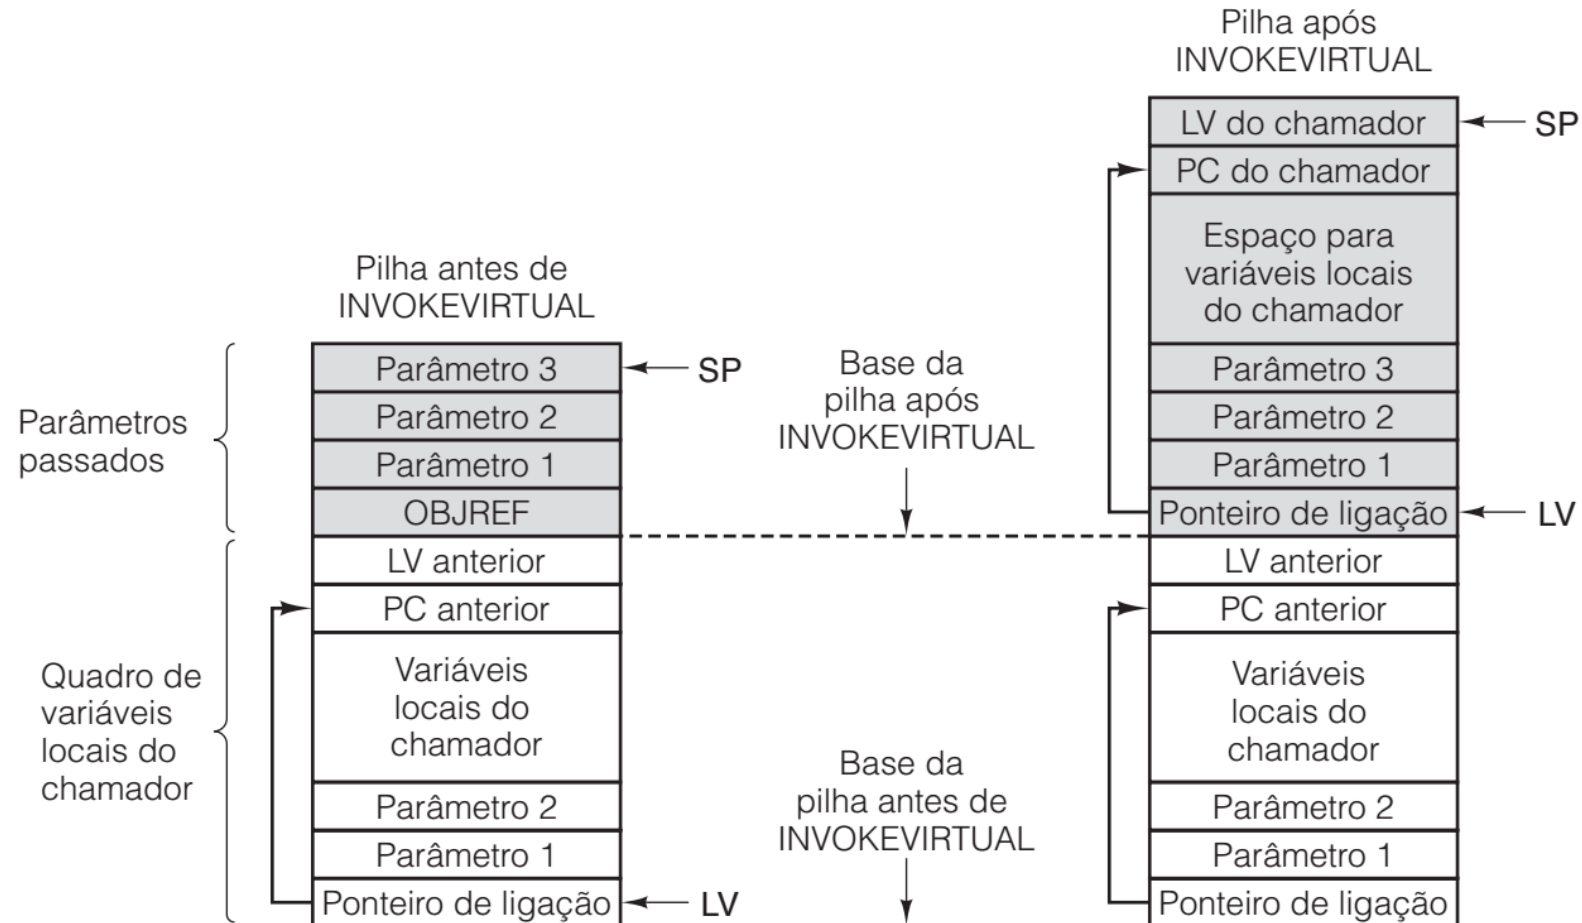 Pilha após
INVOKEVIRTUAL
LV do chamador
SP
PC do chamador
Espaço para
variáveis locais
do chamador
Pilha antes de
INVOKEVIRTUAL
Parâmetro 3
SP
Parâmetro 2
Parâmetro 1
OBJREF
Parâmetros
passados
Base da
pilha após
INVOKEVIRTUAL
Parâmetro 3
Parâmetro 2
Parâmetro 1
Ponteiro de ligação
LV
LV anterior
PC anterior
Variáveis
locais do
chamador
Parâmetro 2
Parâmetro 1
Ponteiro de ligação
LV
Quadro de
variáveis
locais do
chamador
Base da
pilha antes de
INVOKEVIRTUAL
LV anterior
PC anterior
Variáveis
locais do
chamador
Parâmetro 2
Parâmetro 1
Ponteiro de ligação